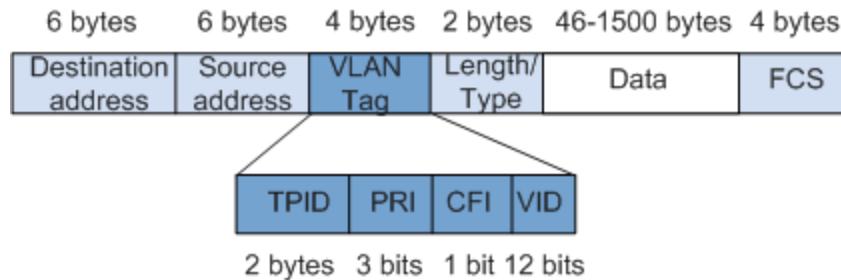 6 bytes 6 bytes 4 bytes 2 bytes 46-1500 bytes 4 bytes
Destination address Source address VLAN Tag Length/ Type Data FCS
TPID PRI CFI VID
2 bytes 3 bits 1 bit 12 bits